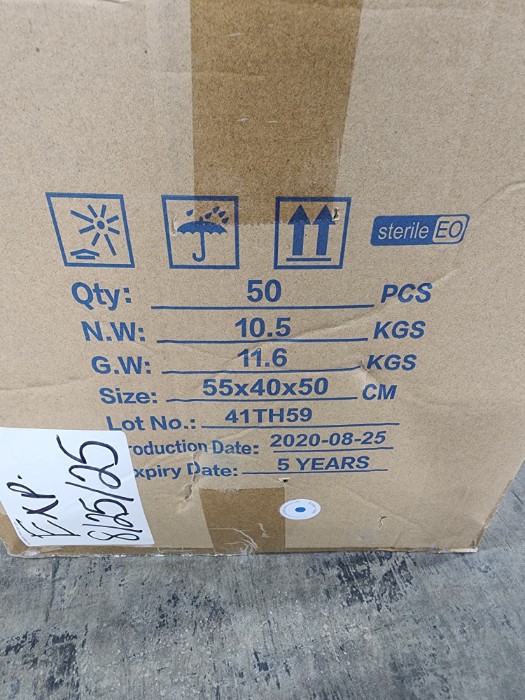 sterile EO
Qty: 50 PCS
N.W: 10.5 KGS
G.W: 11.6 KGS
Size: 55x40x50 CM
Lot No.: 41TH59
roduction Date: 2020-08-25
xpiry Date: 5 YEARS
EXP.
8/25/25